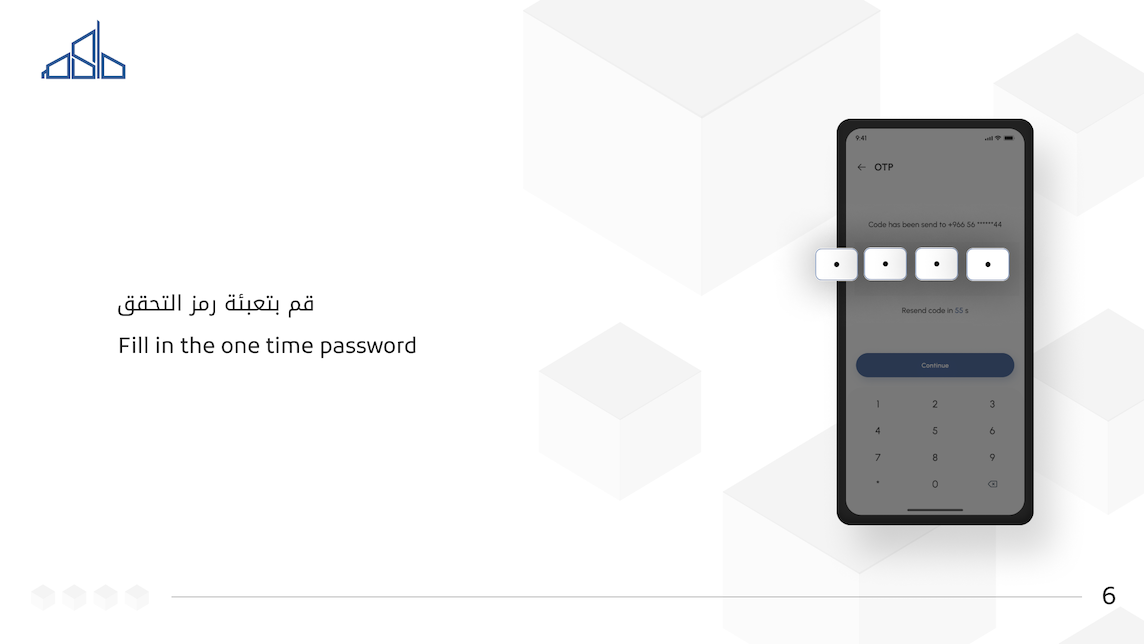 قم بتعبئة رمز التحقق
Fill in the one time password
9:41
← OTP
Code has been send to +966 56 ******44
• • • •
Resend code in 55 s
Continue
1 2 3
4 5 6
7 8 9
* 0
6